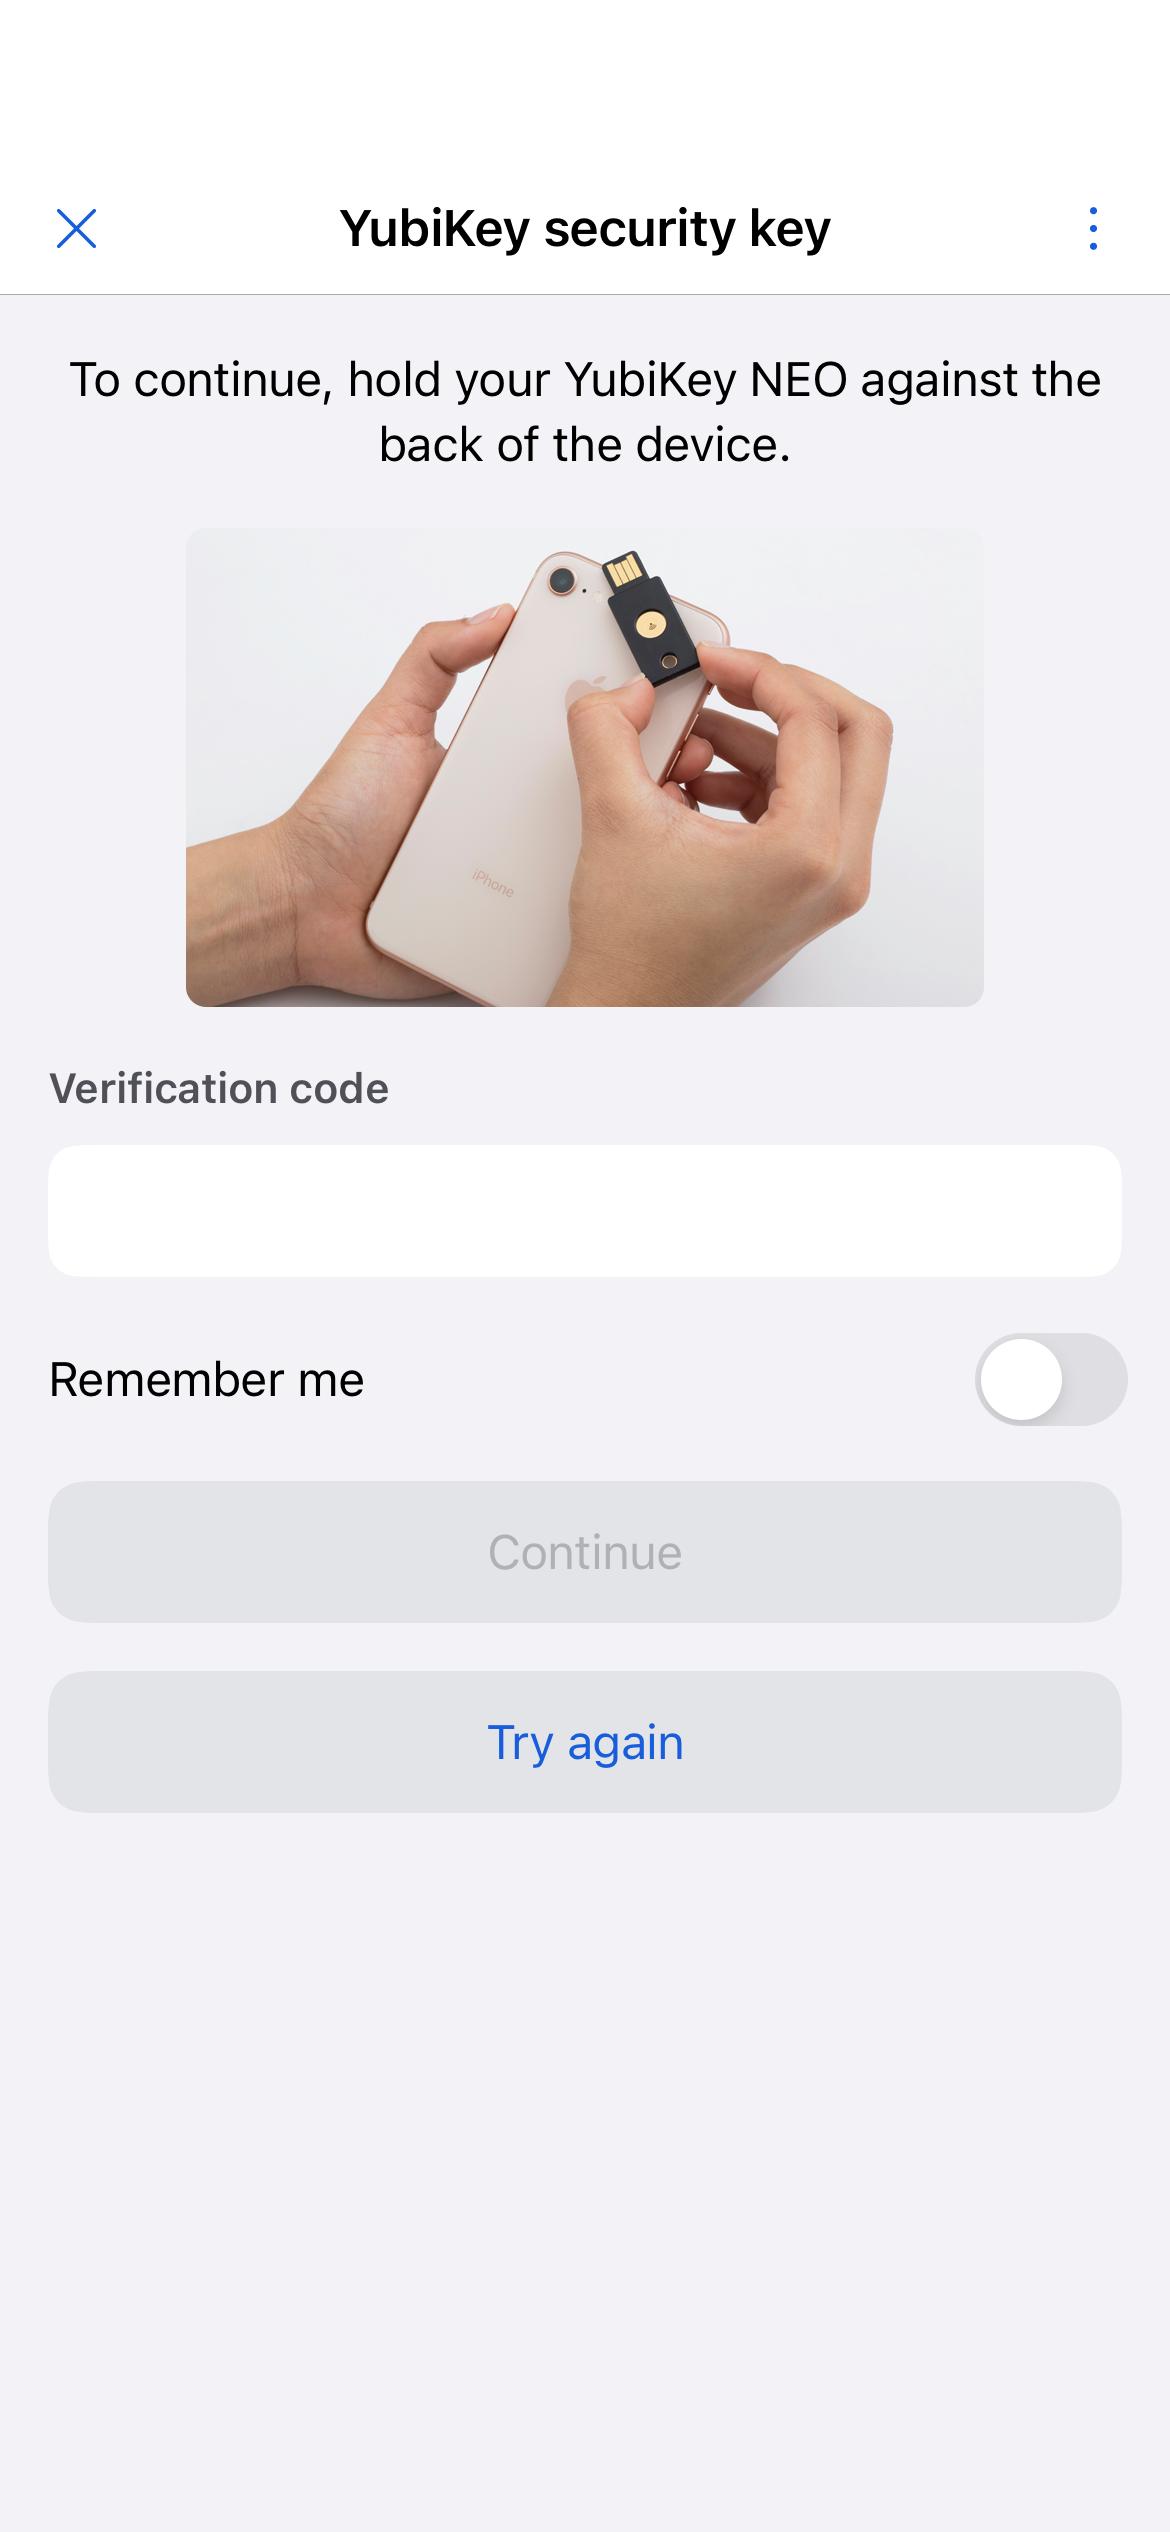 YubiKey security key
To continue, hold your YubiKey NEO against the
back of the device.
iPhone
Verification code
Remember me
Continue
Try again